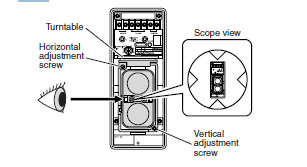 Turntable
Scope view
Horizontal
adjustment
screw
Vertical
adjustment
screw